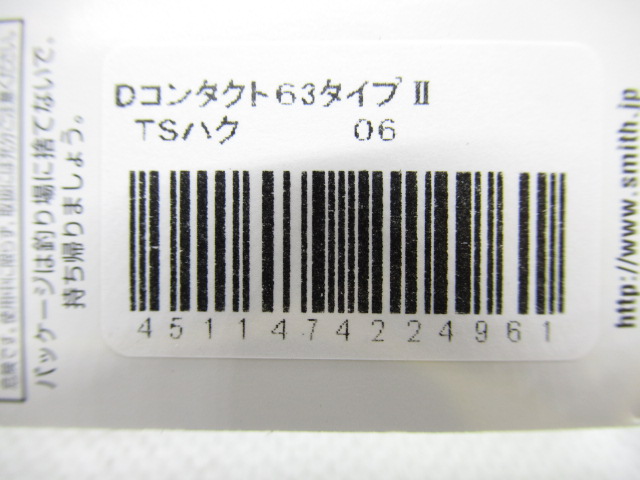 Dコンタクト63タイプⅡ
TSハク 06
4511474224961
パッケージは釣り場に捨てないで。
持ち帰りましょう。
http://www.smith.jp